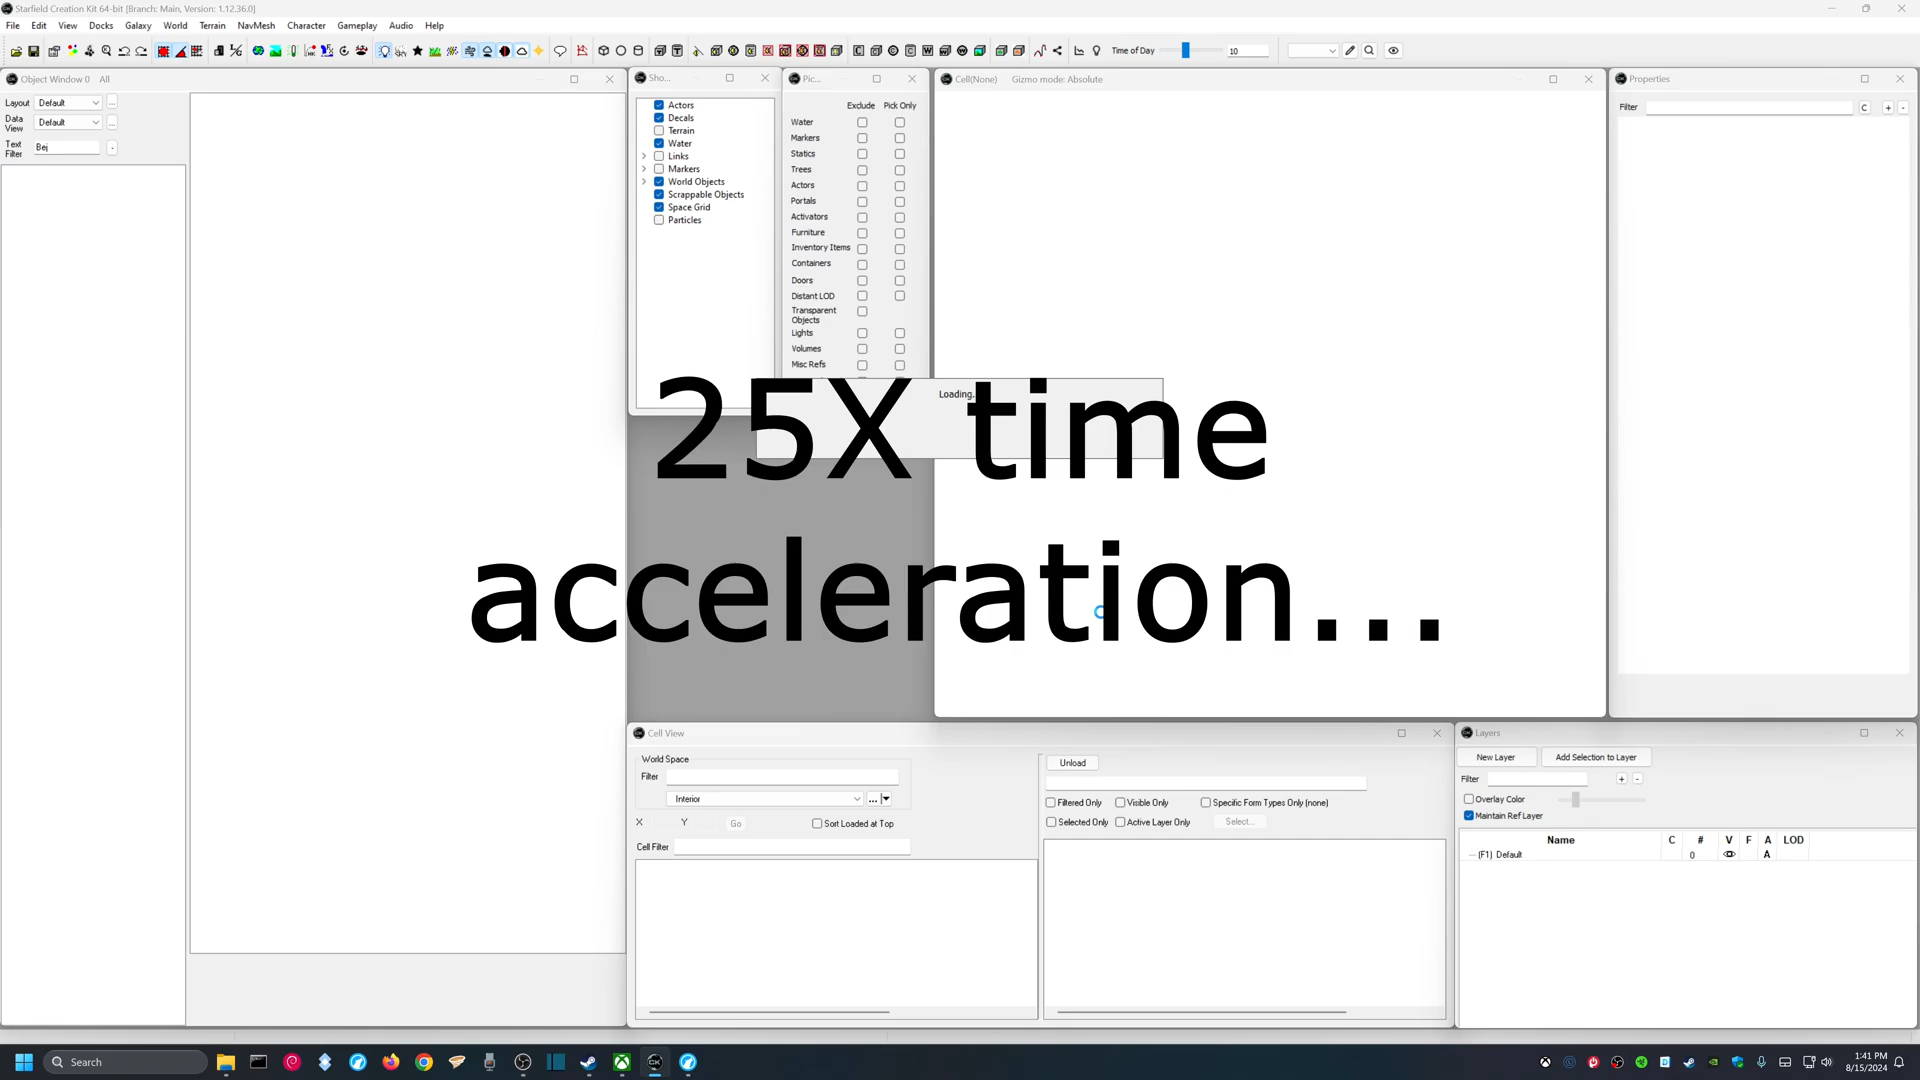 Starfield Creation Kit 64-bit [Branch: Main, Version: 1.12.36.0]
File Edit View Docks Galaxy World Terrain NavMesh Character Gameplay Audio Help
Time of Day 10
Object Window 0 All
Layout Default ...
Data View Default ...
Text Filter Bej -
Sho...
Actors
Decals
Terrain
Water
Links
Markers
World Objects
Scrappable Objects
Space Grid
Particles
Pic...
Exclude Pick Only
Water
Markers
Statics
Trees
Actors
Portals
Activators
Furniture
Inventory Items
Containers
Doors
Distant LOD
Transparent
Objects
Lights
Volumes
Misc Refs
Cell(None) Gizmo mode: Absolute
Properties
Filter C + -
Loading.
25X time
acceleration...
Cell View
World Space
Filter
Interior ...
X Y Go Sort Loaded at Top
Cell Filter
Unload
Filtered Only Visible Only Specific Form Types Only (none)
Selected Only Active Layer Only Select...
Layers
New Layer Add Selection to Layer
Filter + -
Overlay Color
Maintain Ref Layer
Name C # V F A LOD
(F1) Default 0 A
Search
1:41 PM
8/15/2024